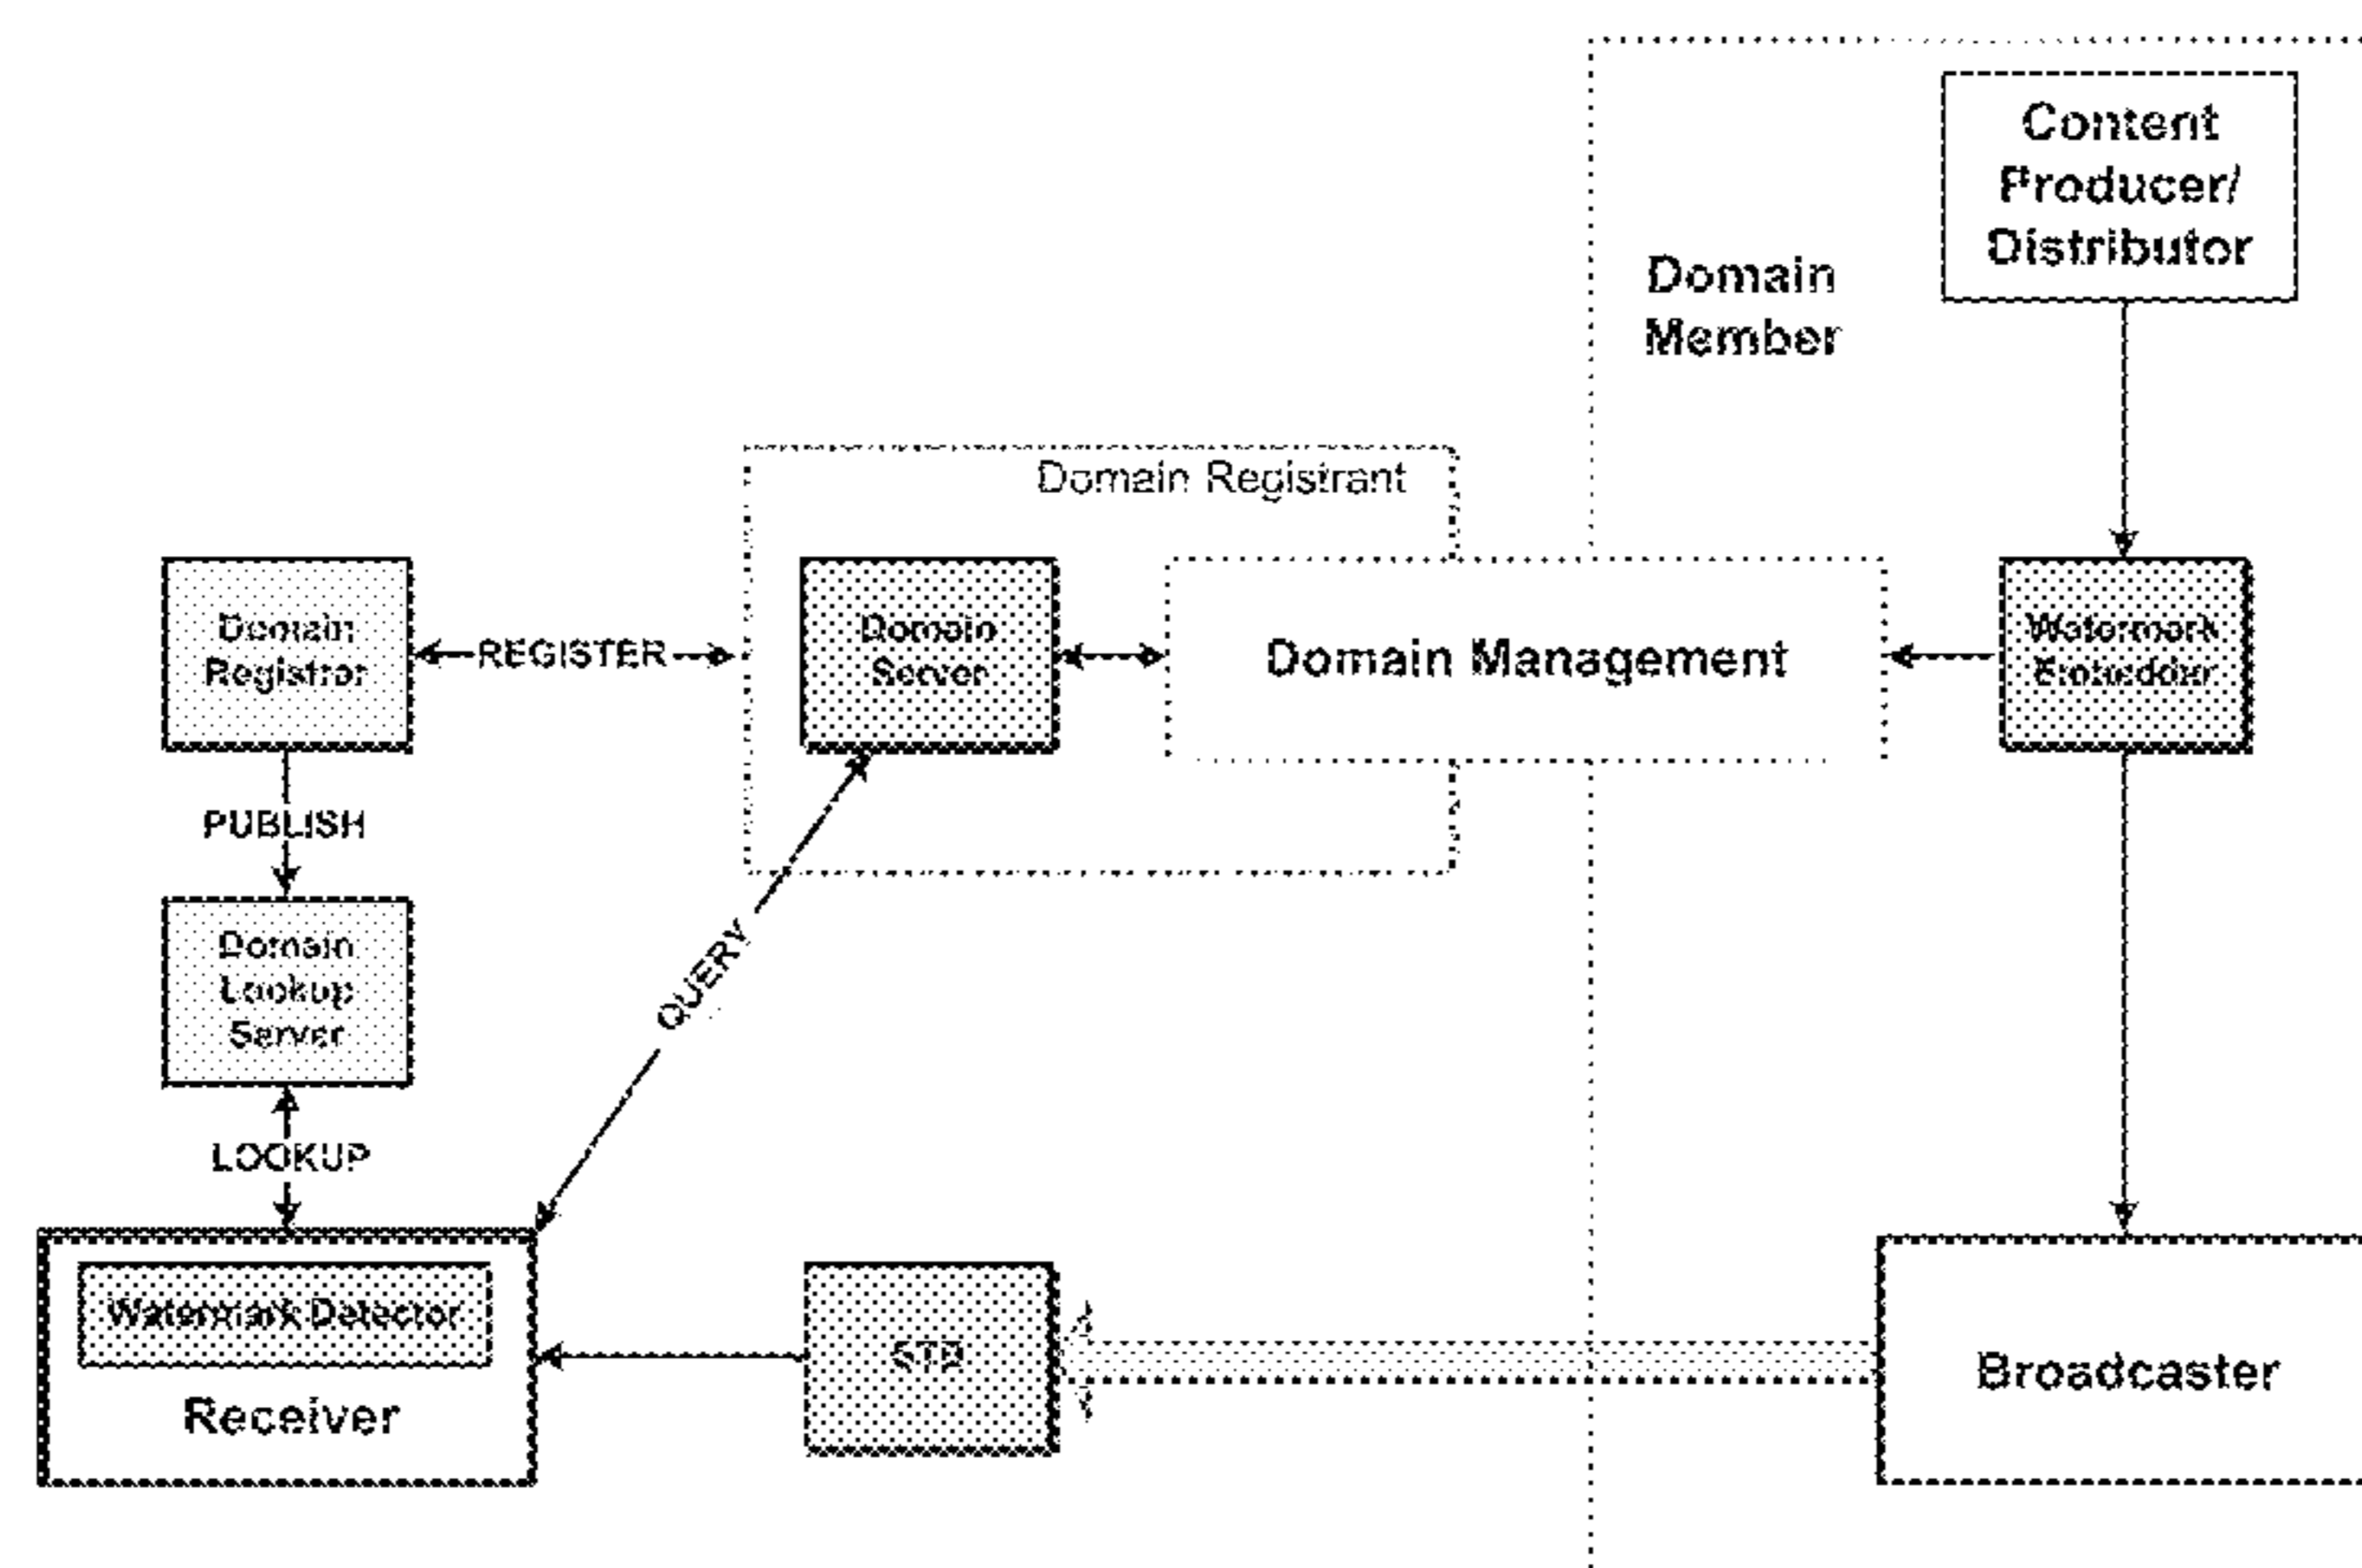 Content
Producer/
Distributor
Domain
Member
Domain Registrant
Domain
Registrar
REGISTER
Domain
Server
Domain Management
Watermark
Embedder
PUBLISH
Domain
Lookup
Server
QUERY
LOOKUP
Watermark Detector
Receiver
STB
Broadcaster